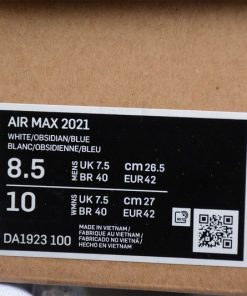 AIR MAX 2021
WHITE/OBSIDIAN/BLUE
BLANC/OBSIDIENNE/BLEU
8.5 MENS UK 7.5 cm 26.5
BR 40 EUR 42
10 WMNS UK 7.5 cm 27
BR 40 EUR 42
DA1923 100
MADE IN VIETNAM /
FABRIQUE AU VIETNAM /
FABRICADO NO VIETNÃ /
HECHO EN VIETNAM